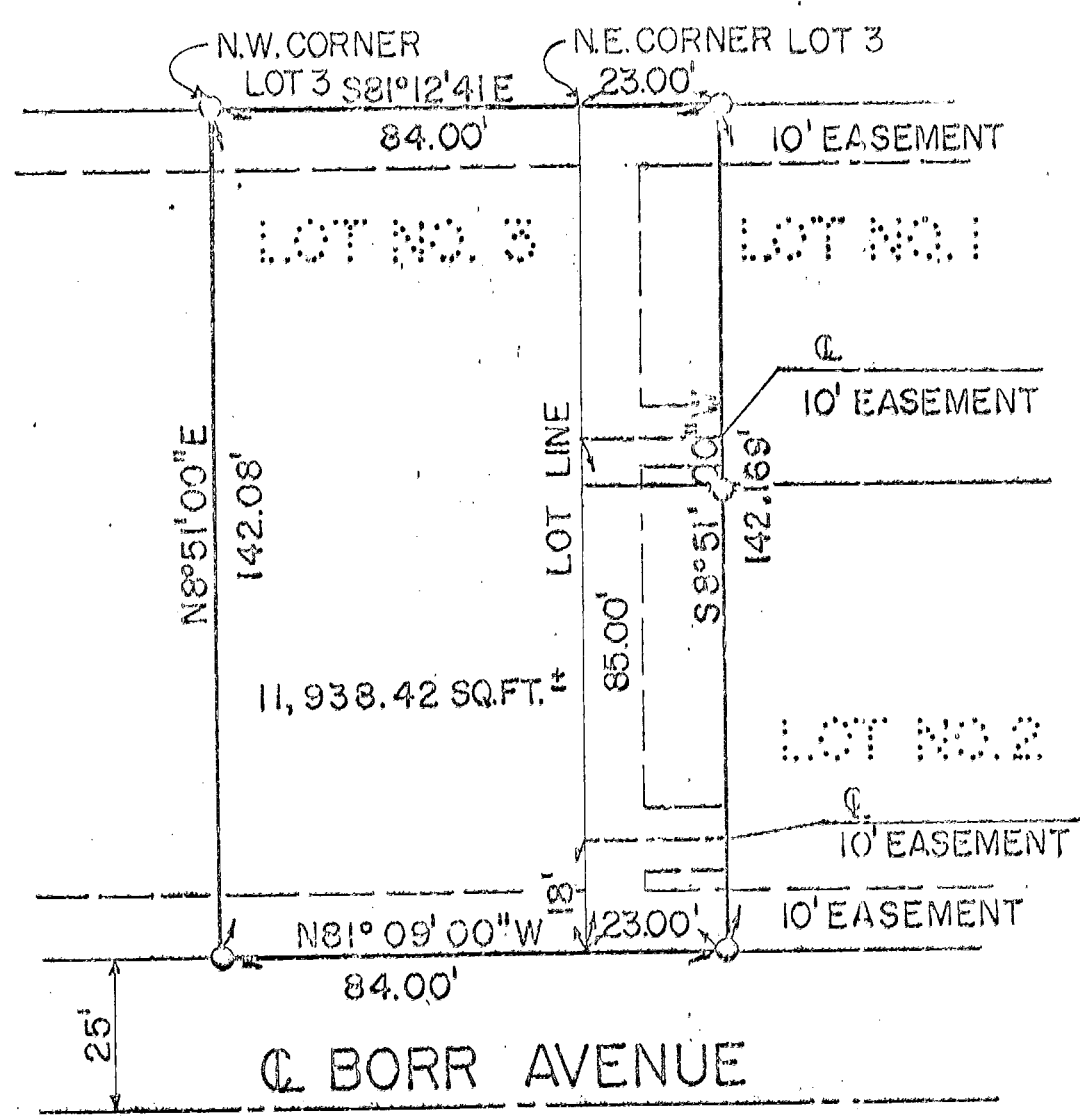 N.W. CORNER
LOT 3
N.E. CORNER LOT 3
S81°12'41 E
23.00'
84.00'
10' EASEMENT
LOT NO. 3
LOT NO. 1
℄
10' EASEMENT
LOT LINE
N8°51'00"E
142.08'
S8°51'
142.169'
85.00'
11,938.42 SQ.FT.±
LOT NO. 2
℄
10' EASEMENT
18'
10' EASEMENT
N81°09'00"W
23.00'
84.00'
25'
℄ BORR AVENUE